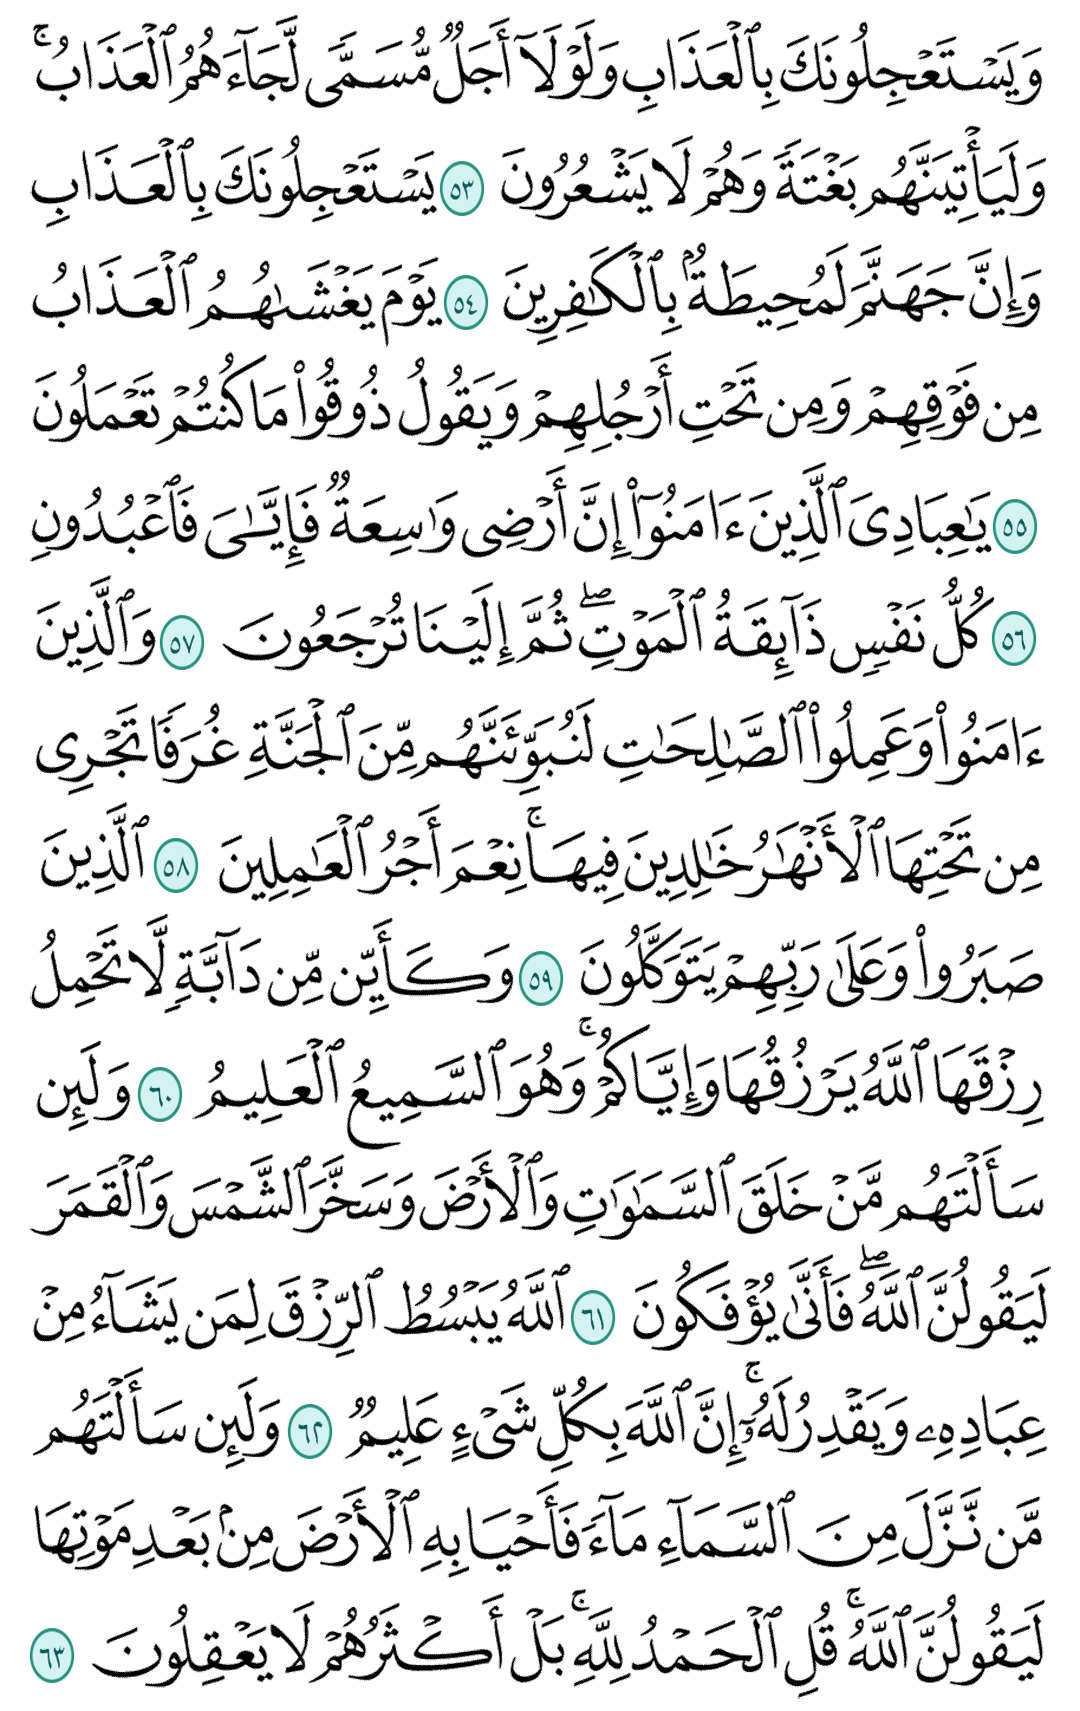 وَيَسۡتَعۡجِلُونَكَ بِٱلۡعَذَابِ وَلَوۡلَآ أَجَلٞ مُّسَمّٗى لَّجَآءَهُمُ ٱلۡعَذَابُۚ
وَلَيَأۡتِيَنَّهُم بَغۡتَةٗ وَهُمۡ لَا يَشۡعُرُونَ ٥٣ يَسۡتَعۡجِلُونَكَ بِٱلۡعَذَابِ
وَإِنَّ جَهَنَّمَ لَمُحِيطَةُۢ بِٱلۡكَٰفِرِينَ ٥٤ يَوۡمَ يَغۡشَىٰهُمُ ٱلۡعَذَابُ
مِن فَوۡقِهِمۡ وَمِن تَحۡتِ أَرۡجُلِهِمۡ وَيَقُولُ ذُوقُواْ مَا كُنتُمۡ تَعۡمَلُونَ
٥٥ يَٰعِبَادِيَ ٱلَّذِينَ ءَامَنُوٓاْ إِنَّ أَرۡضِي وَٰسِعَةٞ فَإِيَّٰيَ فَٱعۡبُدُونِ
٥٦ كُلُّ نَفۡسٖ ذَآئِقَةُ ٱلۡمَوۡتِۖ ثُمَّ إِلَيۡنَا تُرۡجَعُونَ ٥٧ وَٱلَّذِينَ
ءَامَنُواْ وَعَمِلُواْ ٱلصَّٰلِحَٰتِ لَنُبَوِّئَنَّهُم مِّنَ ٱلۡجَنَّةِ غُرَفٗا تَجۡرِي
مِن تَحۡتِهَا ٱلۡأَنۡهَٰرُ خَٰلِدِينَ فِيهَاۚ نِعۡمَ أَجۡرُ ٱلۡعَٰمِلِينَ ٥٨ ٱلَّذِينَ
صَبَرُواْ وَعَلَىٰ رَبِّهِمۡ يَتَوَكَّلُونَ ٥٩ وَكَأَيِّن مِّن دَآبَّةٖ لَّا تَحۡمِلُ
رِزۡقَهَا ٱللَّهُ يَرۡزُقُهَا وَإِيَّاكُمۡۚ وَهُوَ ٱلسَّمِيعُ ٱلۡعَلِيمُ ٦٠ وَلَئِن
سَأَلۡتَهُم مَّنۡ خَلَقَ ٱلسَّمَٰوَٰتِ وَٱلۡأَرۡضَ وَسَخَّرَ ٱلشَّمۡسَ وَٱلۡقَمَرَ
لَيَقُولُنَّ ٱللَّهُۖ فَأَنَّىٰ يُؤۡفَكُونَ ٦١ ٱللَّهُ يَبۡسُطُ ٱلرِّزۡقَ لِمَن يَشَآءُ مِنۡ
عِبَادِهِۦ وَيَقۡدِرُ لَهُۥٓۚ إِنَّ ٱللَّهَ بِكُلِّ شَيۡءٍ عَلِيمٞ ٦٢ وَلَئِن سَأَلۡتَهُم
مَّن نَّزَّلَ مِنَ ٱلسَّمَآءِ مَآءٗ فَأَحۡيَا بِهِ ٱلۡأَرۡضَ مِنۢ بَعۡدِ مَوۡتِهَا
لَيَقُولُنَّ ٱللَّهُۚ قُلِ ٱلۡحَمۡدُ لِلَّهِۚ بَلۡ أَكۡثَرُهُمۡ لَا يَعۡقِلُونَ ٦٣